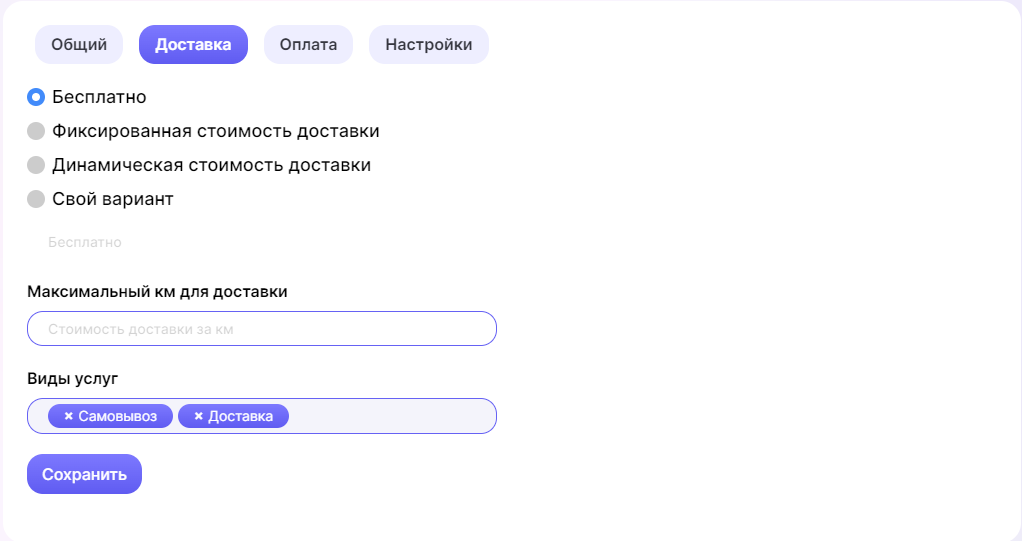 Общий Доставка Оплата Настройки
Бесплатно
Фиксированная стоимость доставки
Динамическая стоимость доставки
Свой вариант
Бесплатно
Максимальный км для доставки
Стоимость доставки за км
Виды услуг
× Самовывоз × Доставка
Сохранить